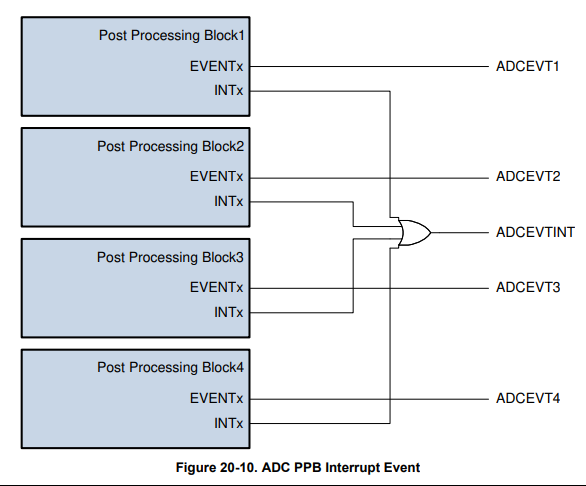 Post Processing Block1
EVENTx
ADCEVT1
INTx
Post Processing Block2
EVENTx
ADCEVT2
INTx
ADCEVTINT
Post Processing Block3
EVENTx
ADCEVT3
INTx
Post Processing Block4
EVENTx
ADCEVT4
INTx
Figure 20-10. ADC PPB Interrupt Event